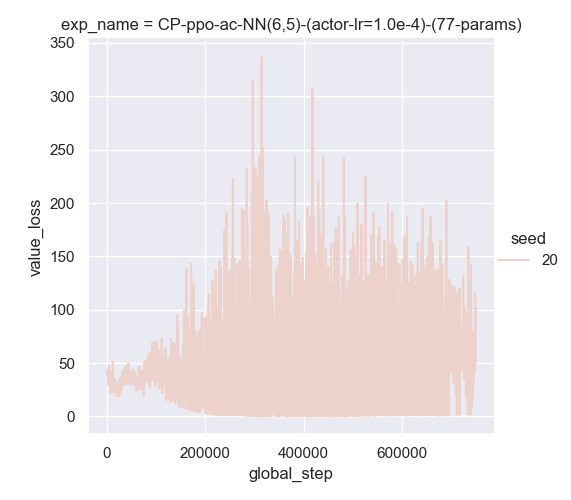 exp_name = CP-ppo-ac-NN(6,5)-(actor-lr=1.0e-4)-(77-params)
350
300
250
200
150
100
50
0
value_loss
0 200000 400000 600000
global_step
seed
20